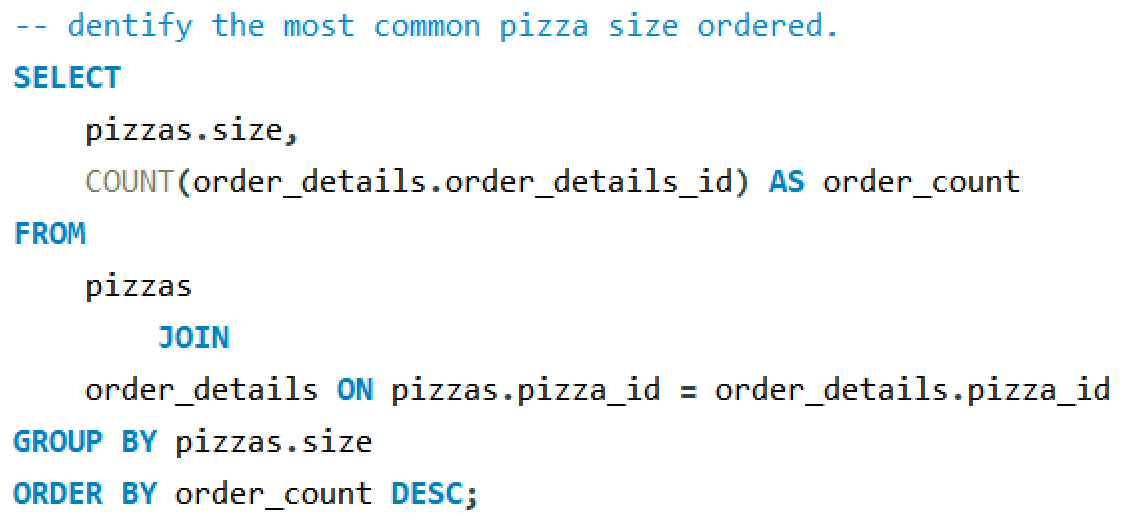 -- dentify the most common pizza size ordered.
SELECT
    pizzas.size,
    COUNT(order_details.order_details_id) AS order_count
FROM
    pizzas
        JOIN
    order_details ON pizzas.pizza_id = order_details.pizza_id
GROUP BY pizzas.size
ORDER BY order_count DESC;